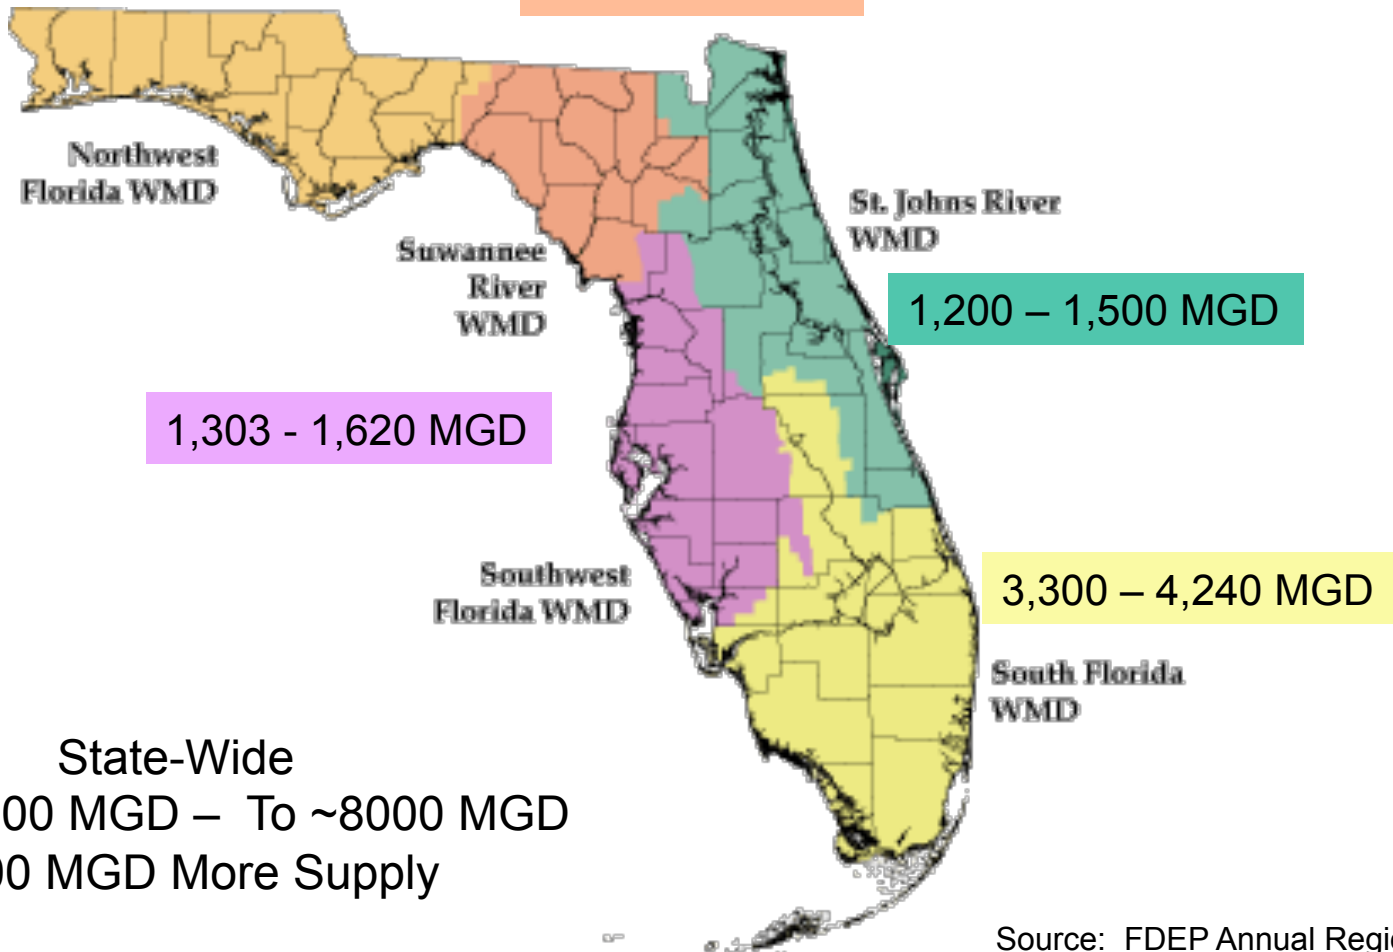 Northwest
Florida WMD
St. Johns River
WMD
Suwannee
River
WMD
1,200 – 1,500 MGD
1,303 - 1,620 MGD
Southwest
Florida WMD
3,300 – 4,240 MGD
South Florida
WMD
State-Wide
00 MGD – To ~8000 MGD
0 MGD More Supply
Source: FDEP Annual Regi